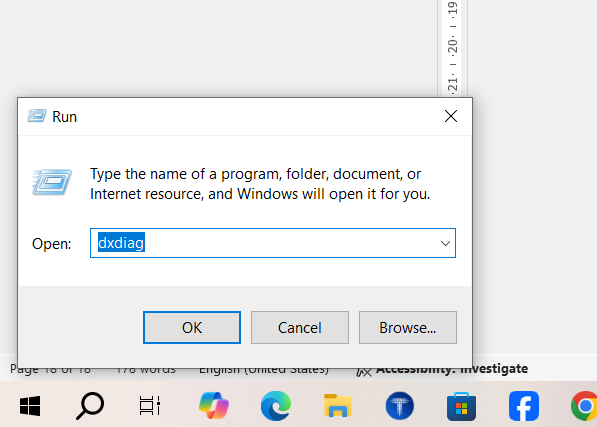 19
20
21
Run
Type the name of a program, folder, document, or
Internet resource, and Windows will open it for you.
Open:
dxdiag
OK
Cancel
Browse...
Page 18 of 18
178 words
English (United States)
Accessibility: Investigate